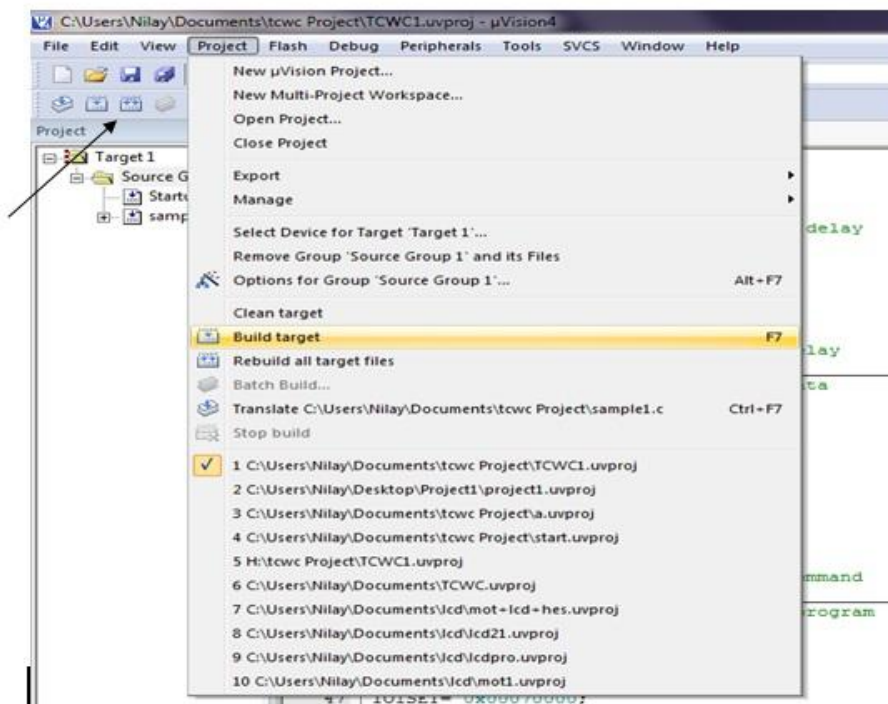 C:\Users\Nilay\Documents\tcwc Project\TCWC1.uvproj - µVision4
File Edit View Project Flash Debug Peripherals Tools SVCS Window Help
New µVision Project...
New Multi-Project Workspace...
Open Project...
Close Project
Project
Target 1
Source G
Export
Startu
Manage
samp
Select Device for Target 'Target 1'...
delay
Remove Group 'Source Group 1' and its Files
Options for Group 'Source Group 1'... Alt+F7
Clean target
Build target F7
lay
Rebuild all target files
Batch Build...
ta
Translate C:\Users\Nilay\Documents\tcwc Project\sample1.c Ctrl+F7
Stop build
1 C:\Users\Nilay\Documents\tcwc Project\TCWC1.uvproj
2 C:\Users\Nilay\Desktop\Project1\project1.uvproj
3 C:\Users\Nilay\Documents\tcwc Project\a.uvproj
4 C:\Users\Nilay\Documents\tcwc Project\start.uvproj
5 H:\tcwc Project\TCWC1.uvproj
6 C:\Users\Nilay\Documents\TCWC.uvproj
mmand
7 C:\Users\Nilay\Documents\lcd\mot+lcd+hes.uvproj
rogram
8 C:\Users\Nilay\Documents\lcd\lcd21.uvproj
9 C:\Users\Nilay\Documents\lcd\lcdpro.uvproj
10 C:\Users\Nilay\Documents\lcd\mot1.uvproj